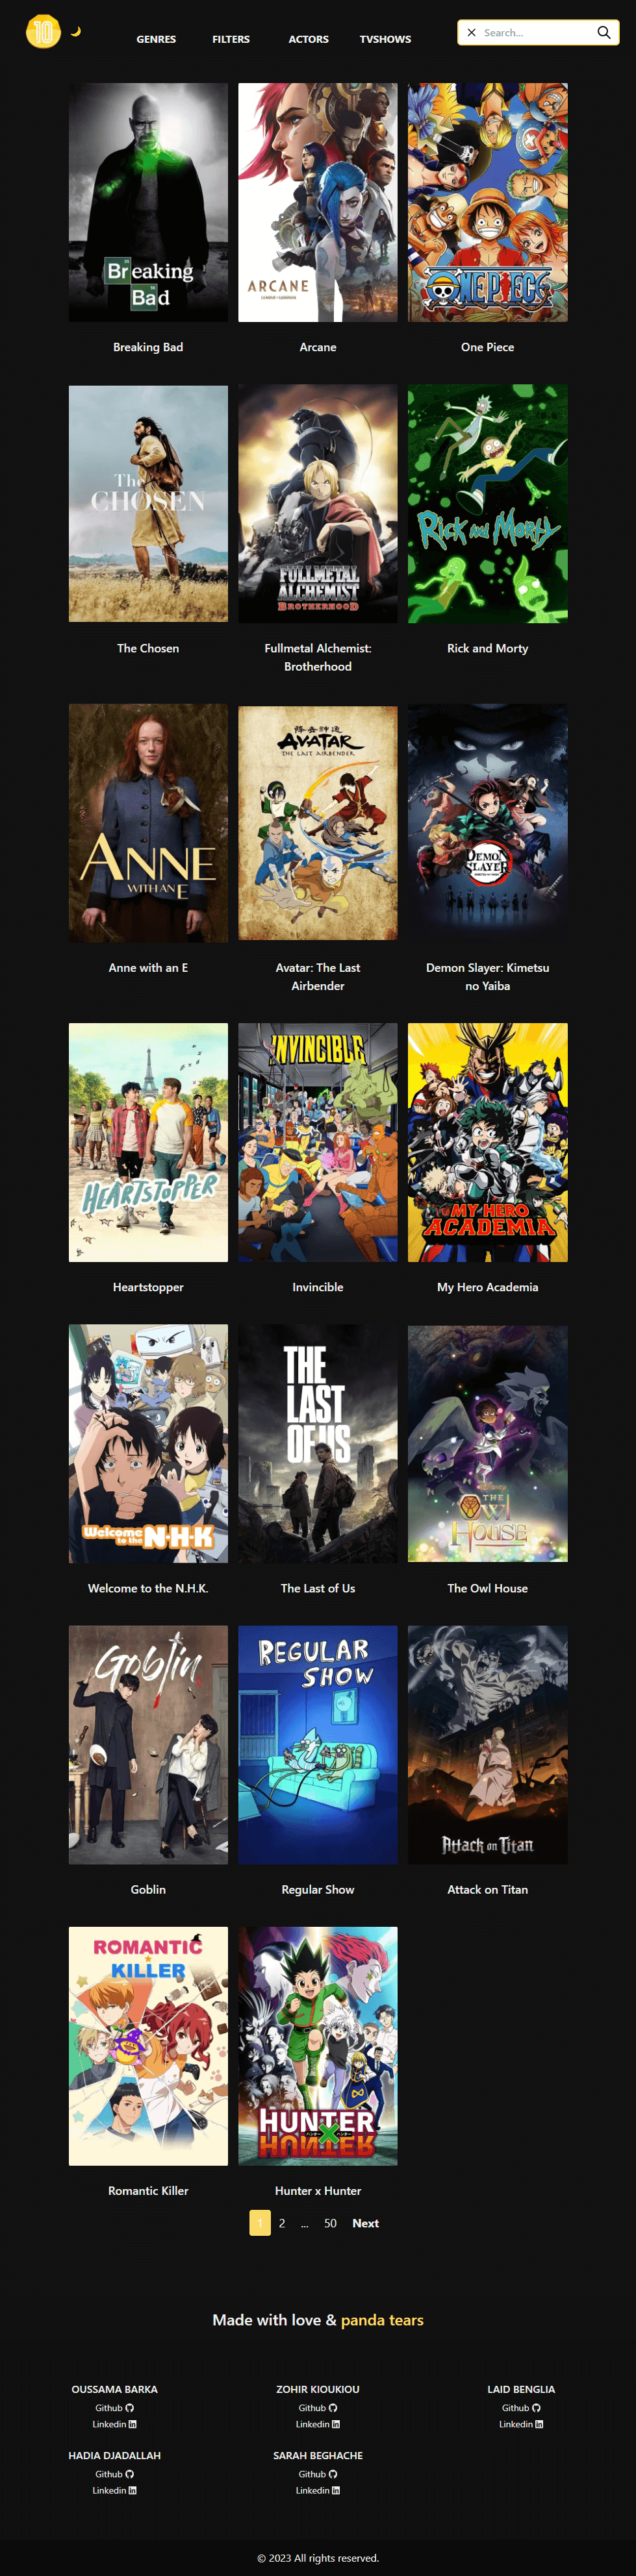 10
GENRES FILTERS ACTORS TVSHOWS
Search...
Breaking
Bad
ARCANE
LEAGUE OF LEGENDS
ONE PIECE
Breaking Bad
Arcane
One Piece
The
CHOSEN
FULLMETAL
ALCHEMIST
BROTHERHOOD
Rick and Morty
The Chosen
Fullmetal Alchemist:
Brotherhood
Rick and Morty
ANNE
WITH AN E
AVATAR
THE LAST AIRBENDER
DEMON
SLAYER
Anne with an E
Avatar: The Last
Airbender
Demon Slayer: Kimetsu
no Yaiba
HEARTSTOPPER
INVINCIBLE
MY HERO
ACADEMIA
Heartstopper
Invincible
My Hero Academia
Welcome
to the N·H·K
THE
LAST
OF US
Disney
THE
OWL
HOUSE
Welcome to the N.H.K.
The Last of Us
The Owl House
Goblin
REGULAR
SHOW
Attack on Titan
Goblin
Regular Show
Attack on Titan
ROMANTIC
KILLER
HUNTER
HUNTER
Romantic Killer
Hunter x Hunter
1 2 ... 50 Next
Made with love & panda tears
OUSSAMA BARKA
Github
Linkedin
ZOHIR KIOUKIOU
Github
Linkedin
LAID BENGLIA
Github
Linkedin
HADIA DJADALLAH
Github
Linkedin
SARAH BEGHACHE
Github
Linkedin
© 2023 All rights reserved.